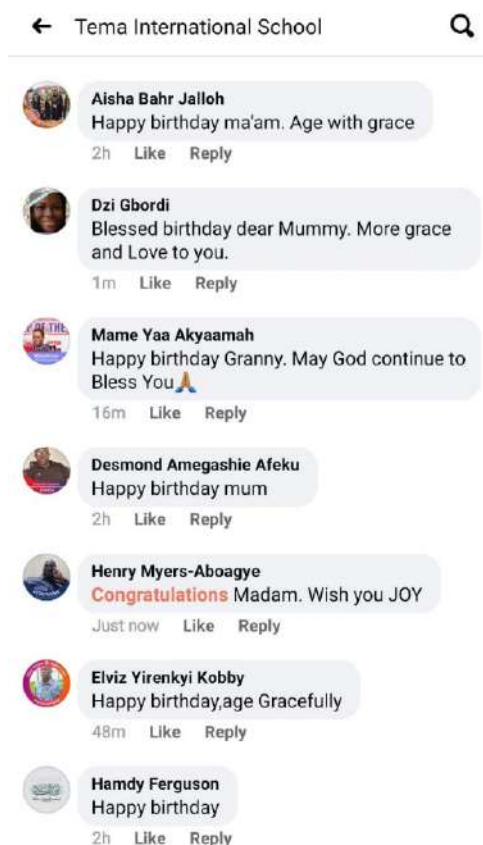 Tema International School
Aisha Bahr Jalloh
Happy birthday ma'am. Age with grace
2h Like Reply
Dzi Gbordi
Blessed birthday dear Mummy. More grace
and Love to you.
1m Like Reply
Mame Yaa Akyaamah
Happy birthday Granny. May God continue to
Bless You🙏🏽
16m Like Reply
Desmond Amegashie Afeku
Happy birthday mum
2h Like Reply
Henry Myers-Aboagye
Congratulations Madam. Wish you JOY
Just now Like Reply
Elviz Yirenkyi Kobby
Happy birthday,age Gracefully
48m Like Reply
Hamdy Ferguson
Happy birthday
2h Like Reply